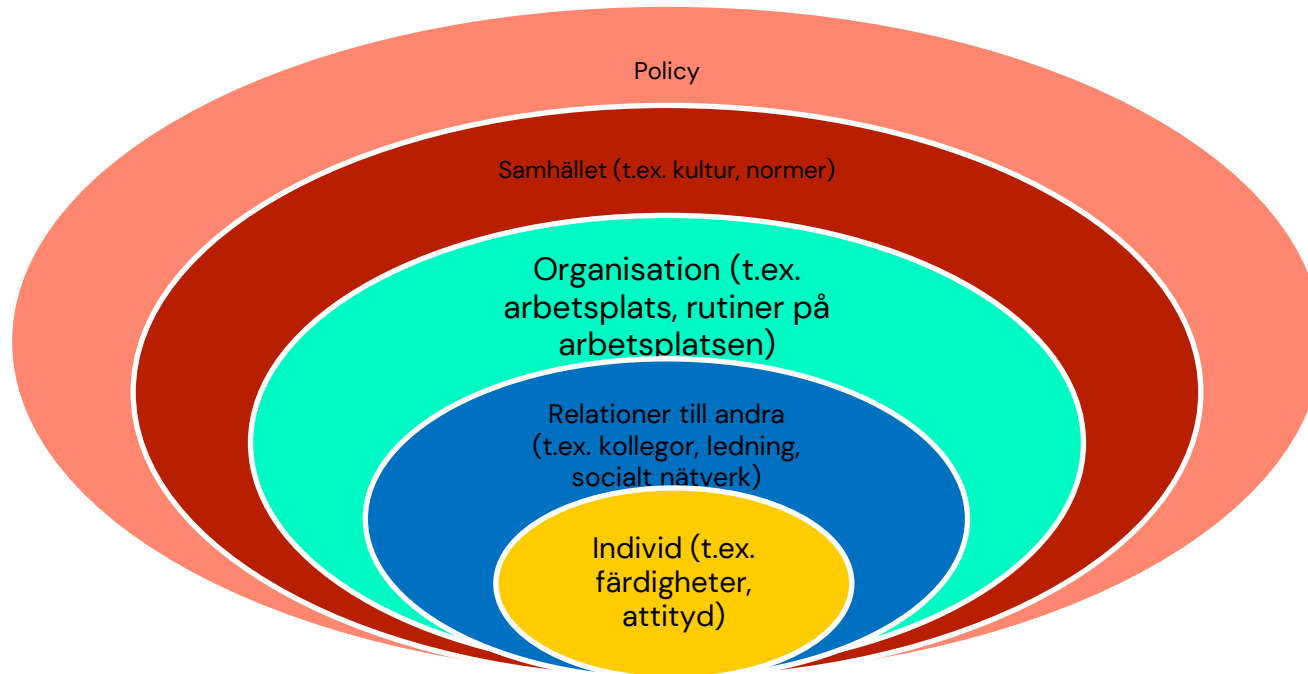 Policy
Samhället (t.ex. kultur, normer)
Organisation (t.ex.
arbetsplats, rutiner på
arbetsplatsen)
Relationer till andra
(t.ex. kollegor, ledning,
socialt nätverk)
Individ (t.ex.
färdigheter,
attityd)